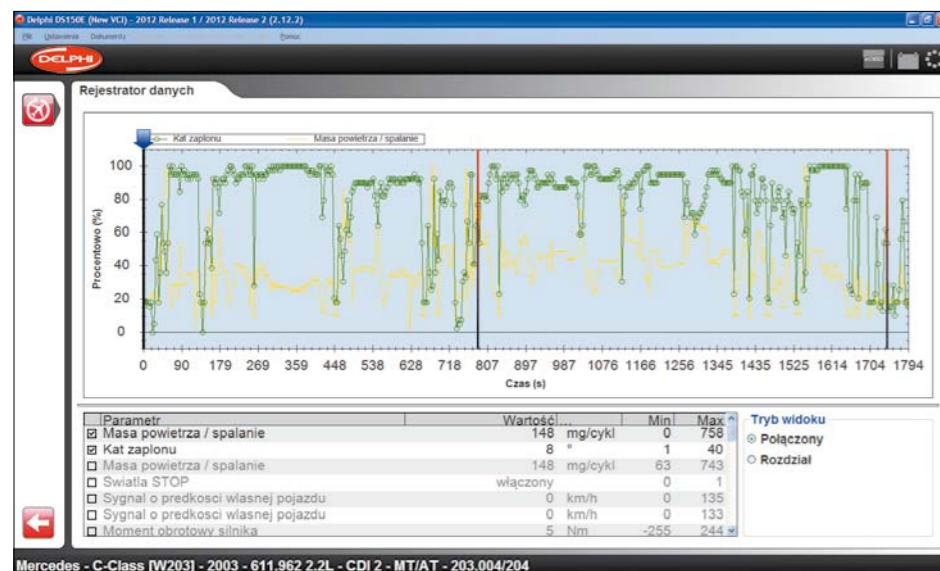 Delphi DS150E (New VCI) - 2012 Release 1 / 2012 Release 2 (2.12.2)
Plik Ustawienia Dokumenty Pomoc
DELPHI
Rejestrator danych
Kat zaplonu Masa powietrza / spalanie
100
80
60
40
20
0
Procentowo (%)
0 90 179 269 359 448 538 628 718 807 897 987 1076 1166 1256 1345 1435 1525 1614 1704 1794
Czas (s)
Parametr Wartość ... Min Max
Masa powietrza / spalanie 148 mg/cykl 0 758
Kat zaplonu 8 ° 1 40
Masa powietrza / spalanie 148 mg/cykl 63 743
Swiatla STOP włączony 0 1
Sygnal o predkosci wlasnej pojazdu 0 km/h 0 135
Sygnal o predkosci wlasnej pojazdu 0 km/h 0 133
Moment obrotowy silnika 5 Nm -255 244
Tryb widoku
Połączony
Rozdział
Mercedes - C-Class [W203] - 2003 - 611.962 2.2L - CDI 2 - MT/AT - 203.004/204